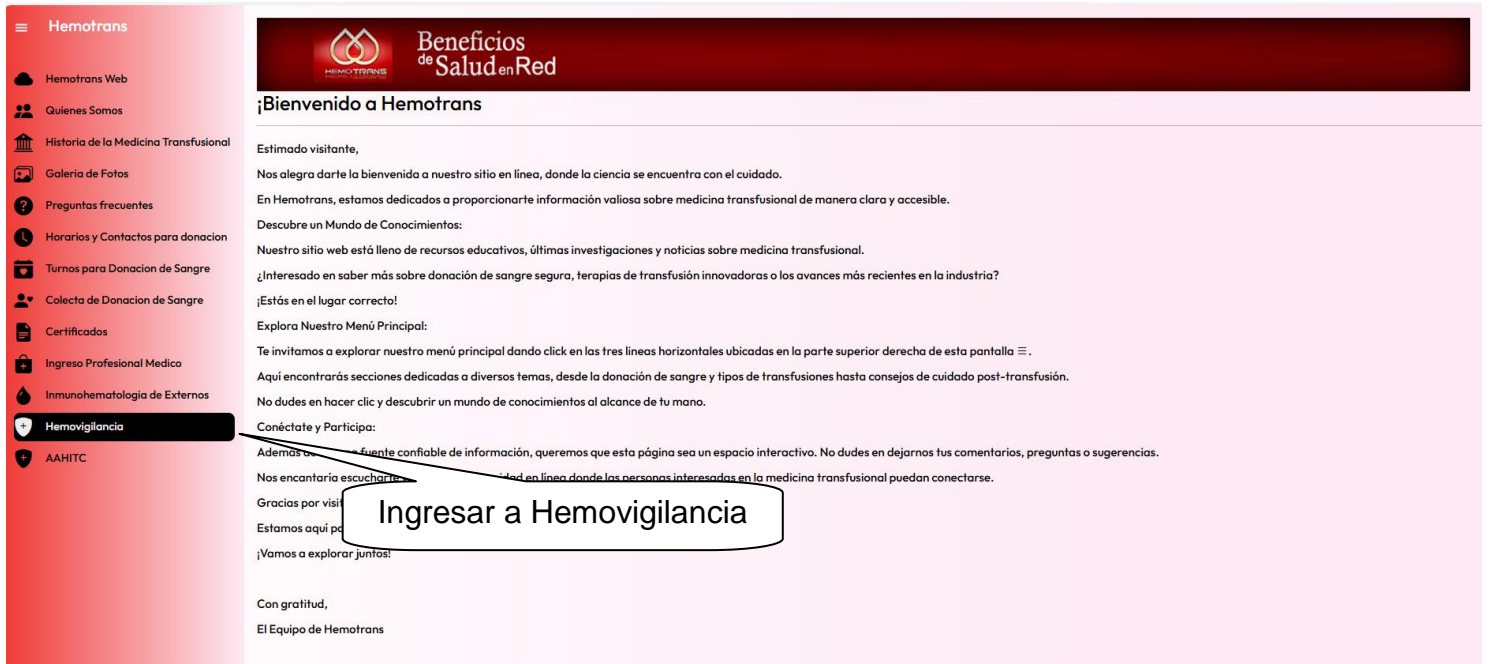 Hemotrans
Hemotrans Web
Quienes Somos
Historia de la Medicina Transfusional
Galeria de Fotos
Preguntas frecuentes
Horarios y Contactos para donacion
Turnos para Donacion de Sangre
Colecta de Donacion de Sangre
Certificados
Ingreso Profesional Medico
Inmunohematologia de Externos
Hemovigilancia
AAHITC
HEMOTRANS
Beneficios
de Salud en Red
¡Bienvenido a Hemotrans
Estimado visitante,
Nos alegra darte la bienvenida a nuestro sitio en línea, donde la ciencia se encuentra con el cuidado.
En Hemotrans, estamos dedicados a proporcionarte información valiosa sobre medicina transfusional de manera clara y accesible.
Descubre un Mundo de Conocimientos:
Nuestro sitio web está lleno de recursos educativos, últimas investigaciones y noticias sobre medicina transfusional.
¿Interesado en saber más sobre donación de sangre segura, terapias de transfusión innovadoras o los avances más recientes en la industria?
¡Estás en el lugar correcto!
Explora Nuestro Menú Principal:
Te invitamos a explorar nuestro menú principal dando click en las tres lineas horizontales ubicadas en la parte superior derecha de esta pantalla ☰.
Aquí encontrarás secciones dedicadas a diversos temas, desde la donación de sangre y tipos de transfusiones hasta consejos de cuidado post-transfusión.
No dudes en hacer clic y descubrir un mundo de conocimientos al alcance de tu mano.
Conéctate y Participa:
Además fuente confiable de información, queremos que esta página sea un espacio interactivo. No dudes en dejarnos tus comentarios, preguntas o sugerencias.
Nos encantaría escucharte en línea donde las personas interesadas en la medicina transfusional puedan conectarse.
Gracias por
Estamos aquí
¡Vamos a explorar juntos!
Con gratitud,
El Equipo de Hemotrans
Ingresar a Hemovigilancia